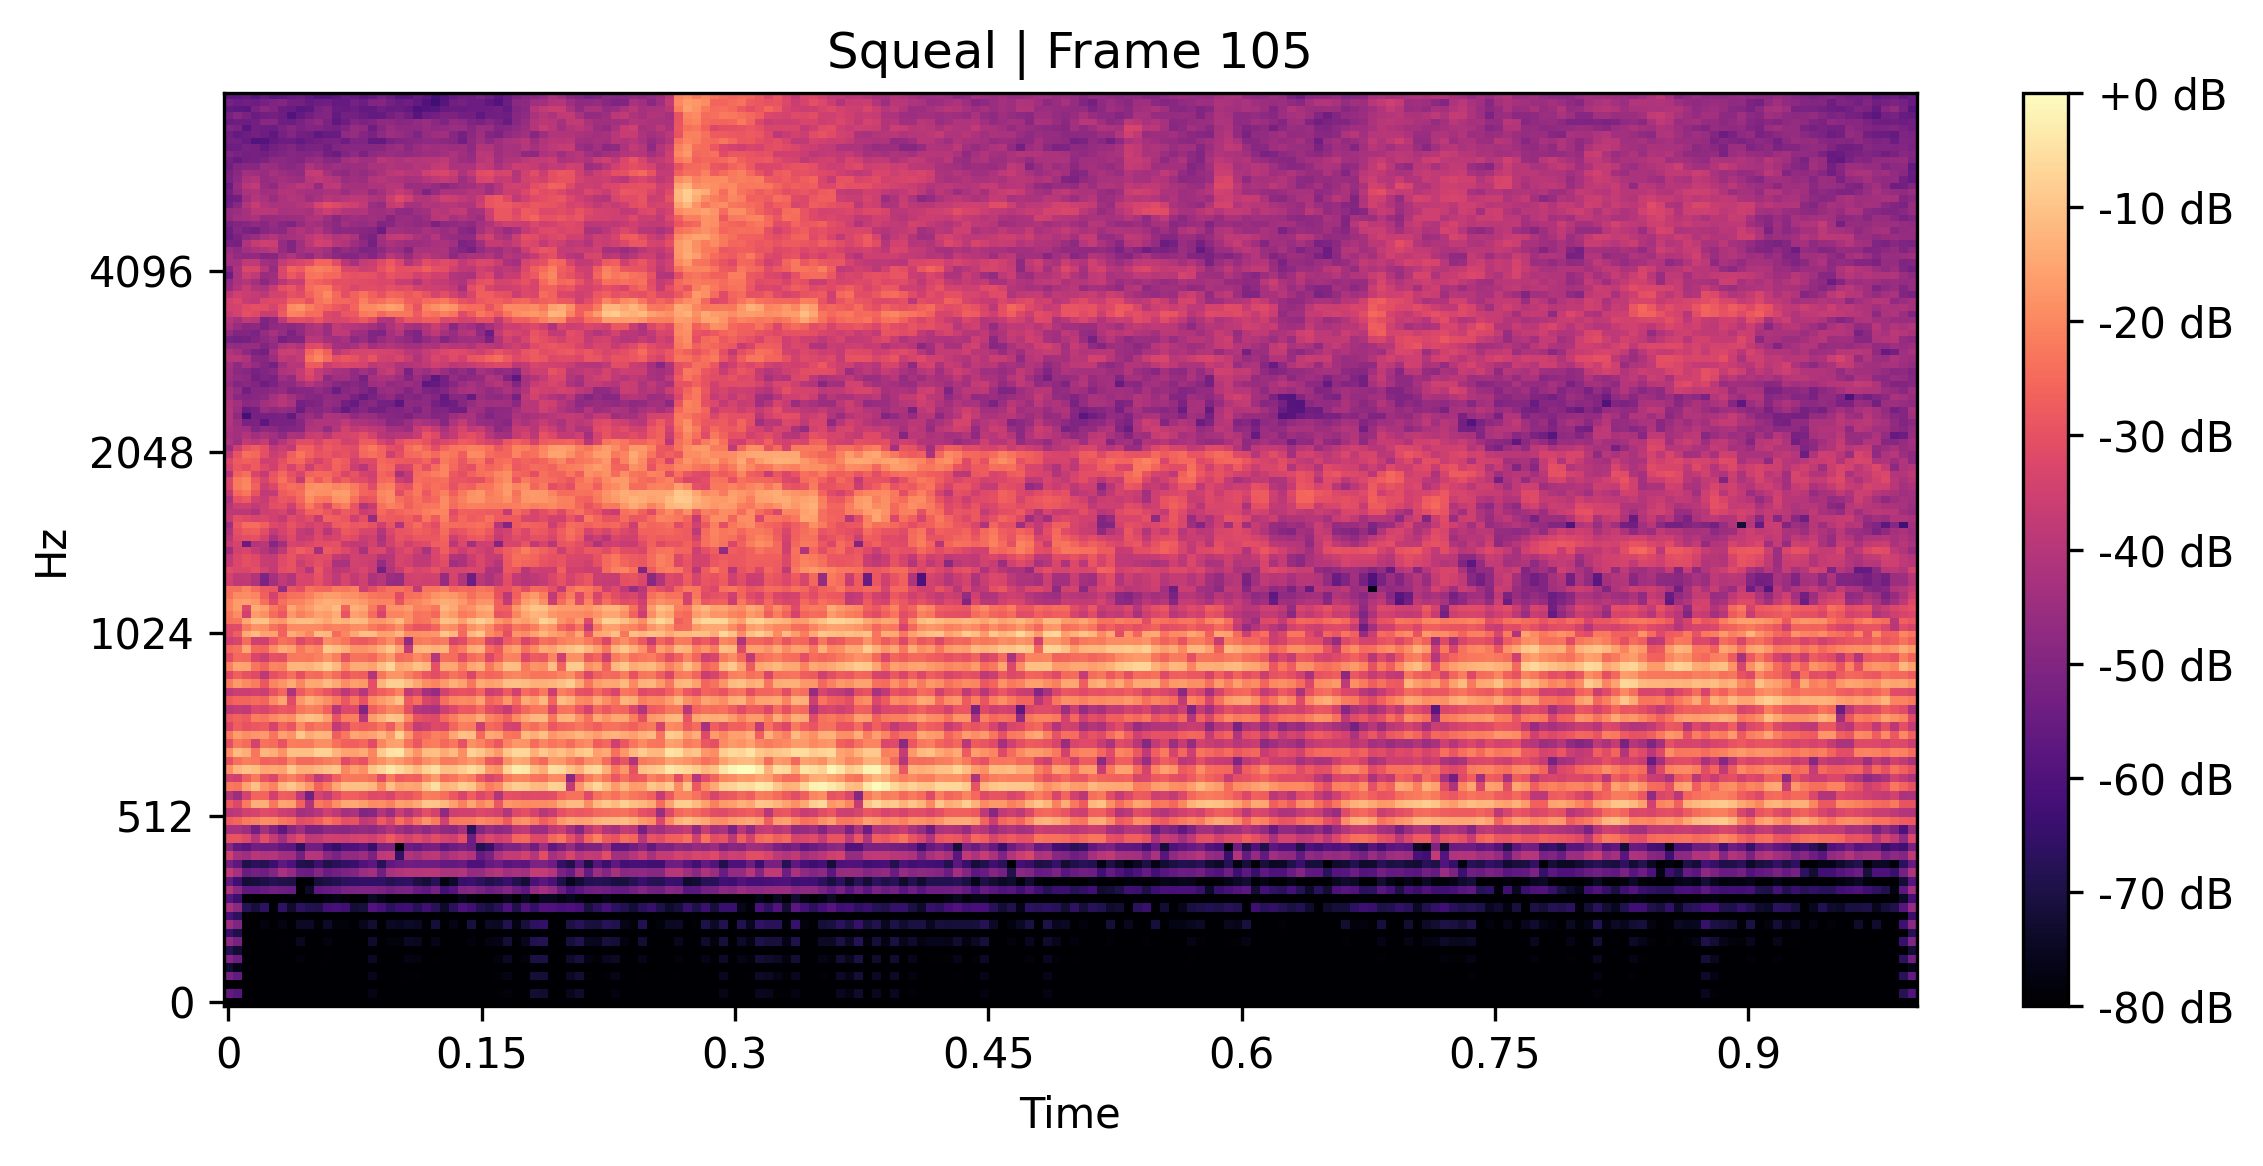 Squeal | Frame 105
+0 dB
-10 dB
-20 dB
-30 dB
-40 dB
-50 dB
-60 dB
-70 dB
-80 dB
Hz
4096
2048
1024
512
0
0 0.15 0.3 0.45 0.6 0.75 0.9
Time